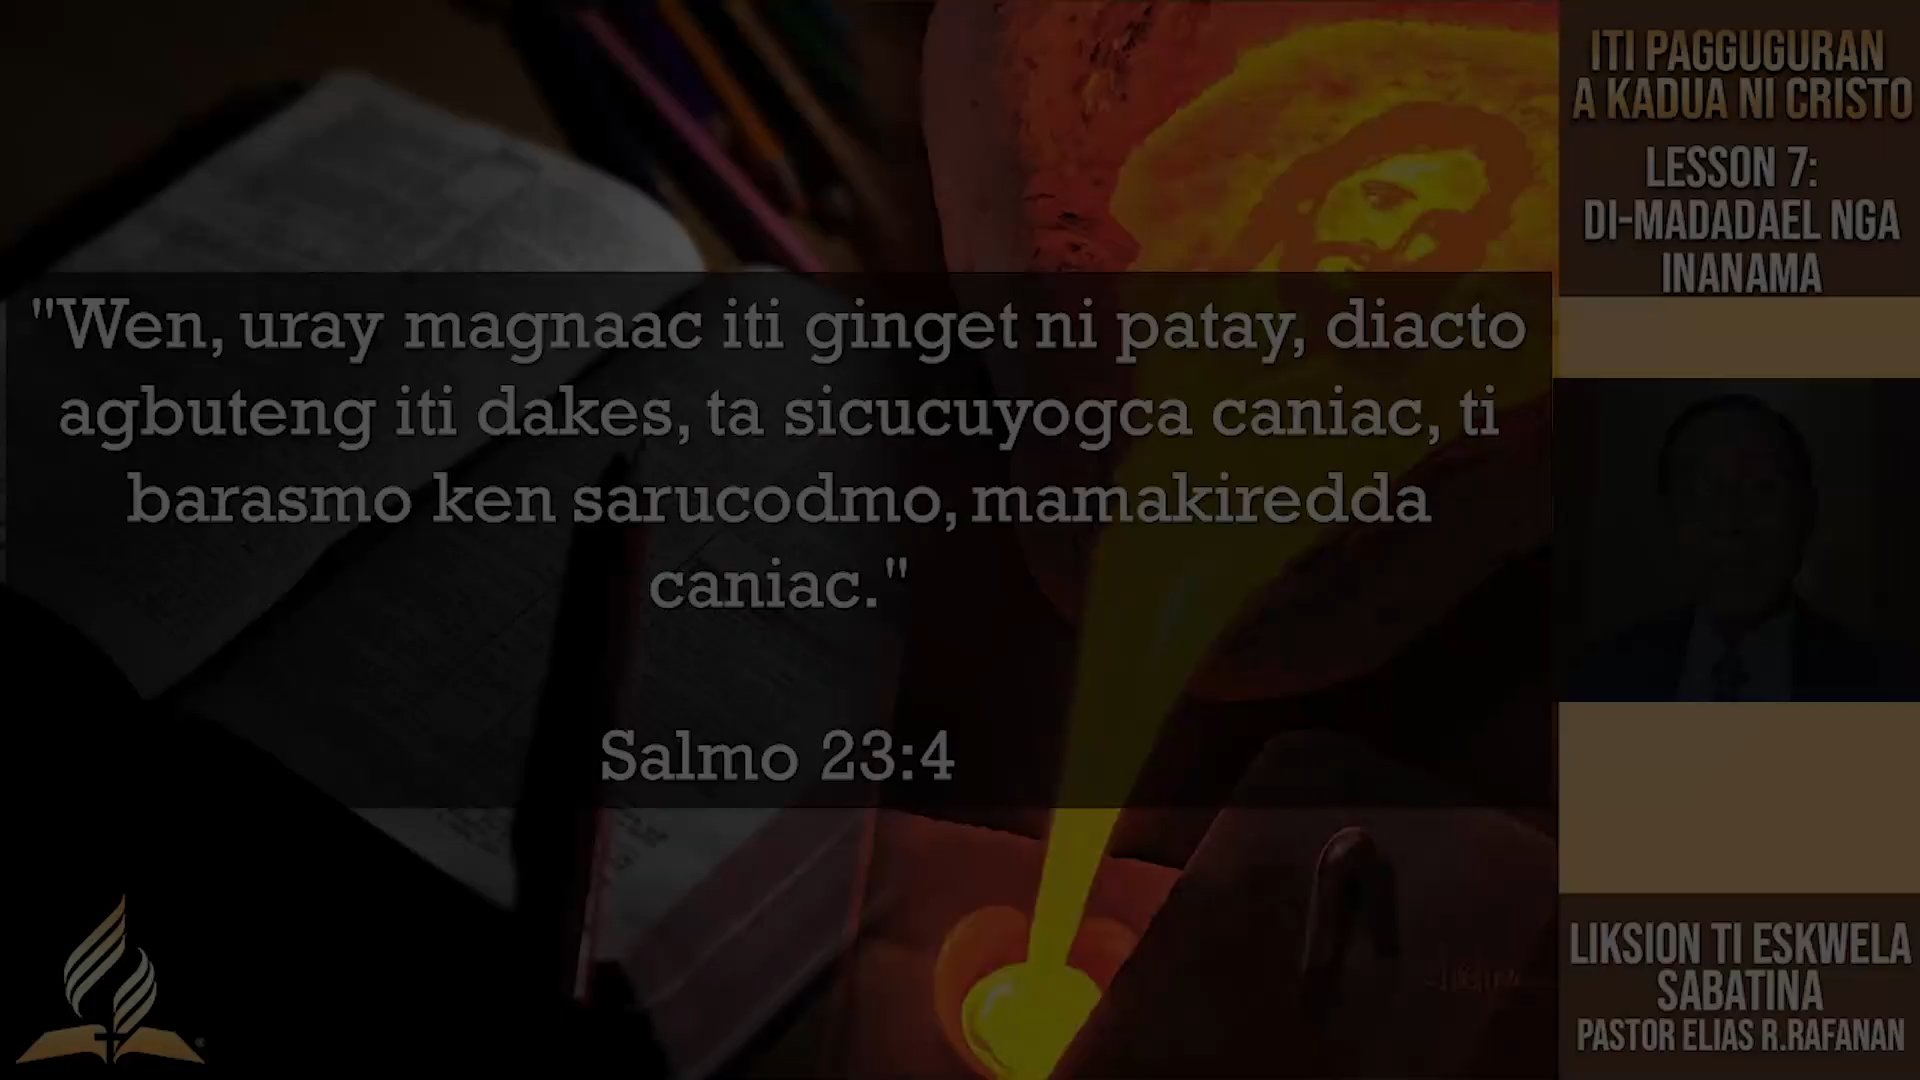 "Wen, uray magnaac iti ginget ni patay, diacto
agbuteng iti dakes, ta sicucuyogca caniac, ti
barasmo ken sarucodmo, mamakiredda
caniac."
Salmo 23:4
ITI PAGGUGURAN
A KADUA NI CRISTO
LESSON 7:
DI-MADADAEL NGA
INANAMA
LIKSION TI ESKWELA
SABATINA
PASTOR ELIAS R.RAFANAN